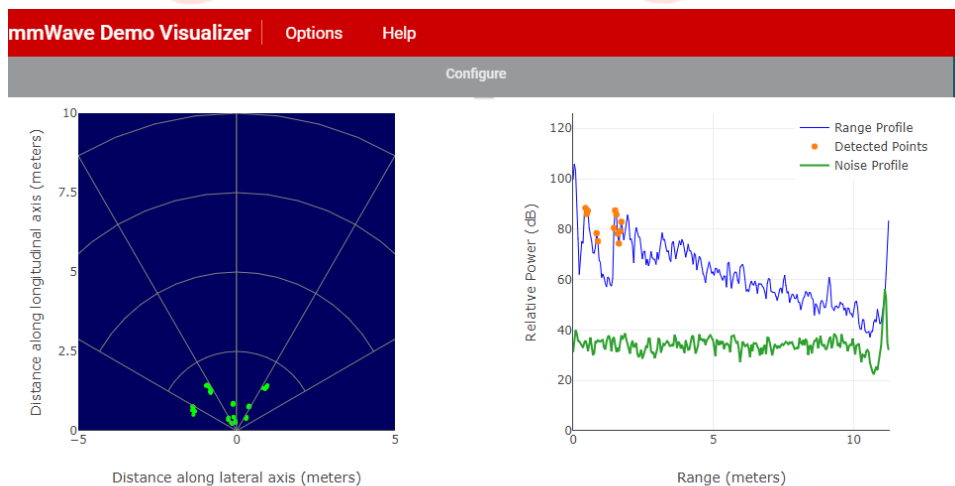 mmWave Demo Visualizer Options Help
Configure
10
7.5
5
2.5
0
−5
0
5
Distance along longitudinal axis (meters)
Distance along lateral axis (meters)
120
100
80
60
40
20
0
0
5
10
Relative Power (dB)
Range (meters)
Range Profile
Detected Points
Noise Profile